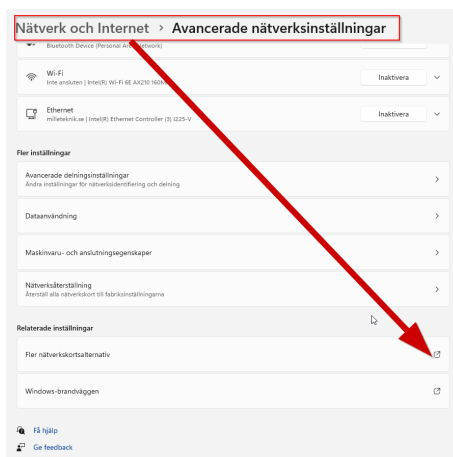 Nätverk och Internet > Avancerade nätverksinställningar
Bluetooth Device (Personal Area Network)
Wi-Fi
Inte ansluten | Intel(R) Wi-Fi 6E AX210 160M
Inaktivera
Ethernet
milleteknik.se | Intel(R) Ethernet Controller (3) I225-V
Inaktivera
Fler inställningar
Avancerade delningsinställningar
Ändra inställningar för nätverksidentifiering och delning
Dataanvändning
Maskinvaru- och anslutningsegenskaper
Nätverksåterställning
Återställ alla nätverkskort till fabriksinställningarna
Relaterade inställningar
Fler nätverkskortsalternativ
Windows-brandväggen
Få hjälp
Ge feedback